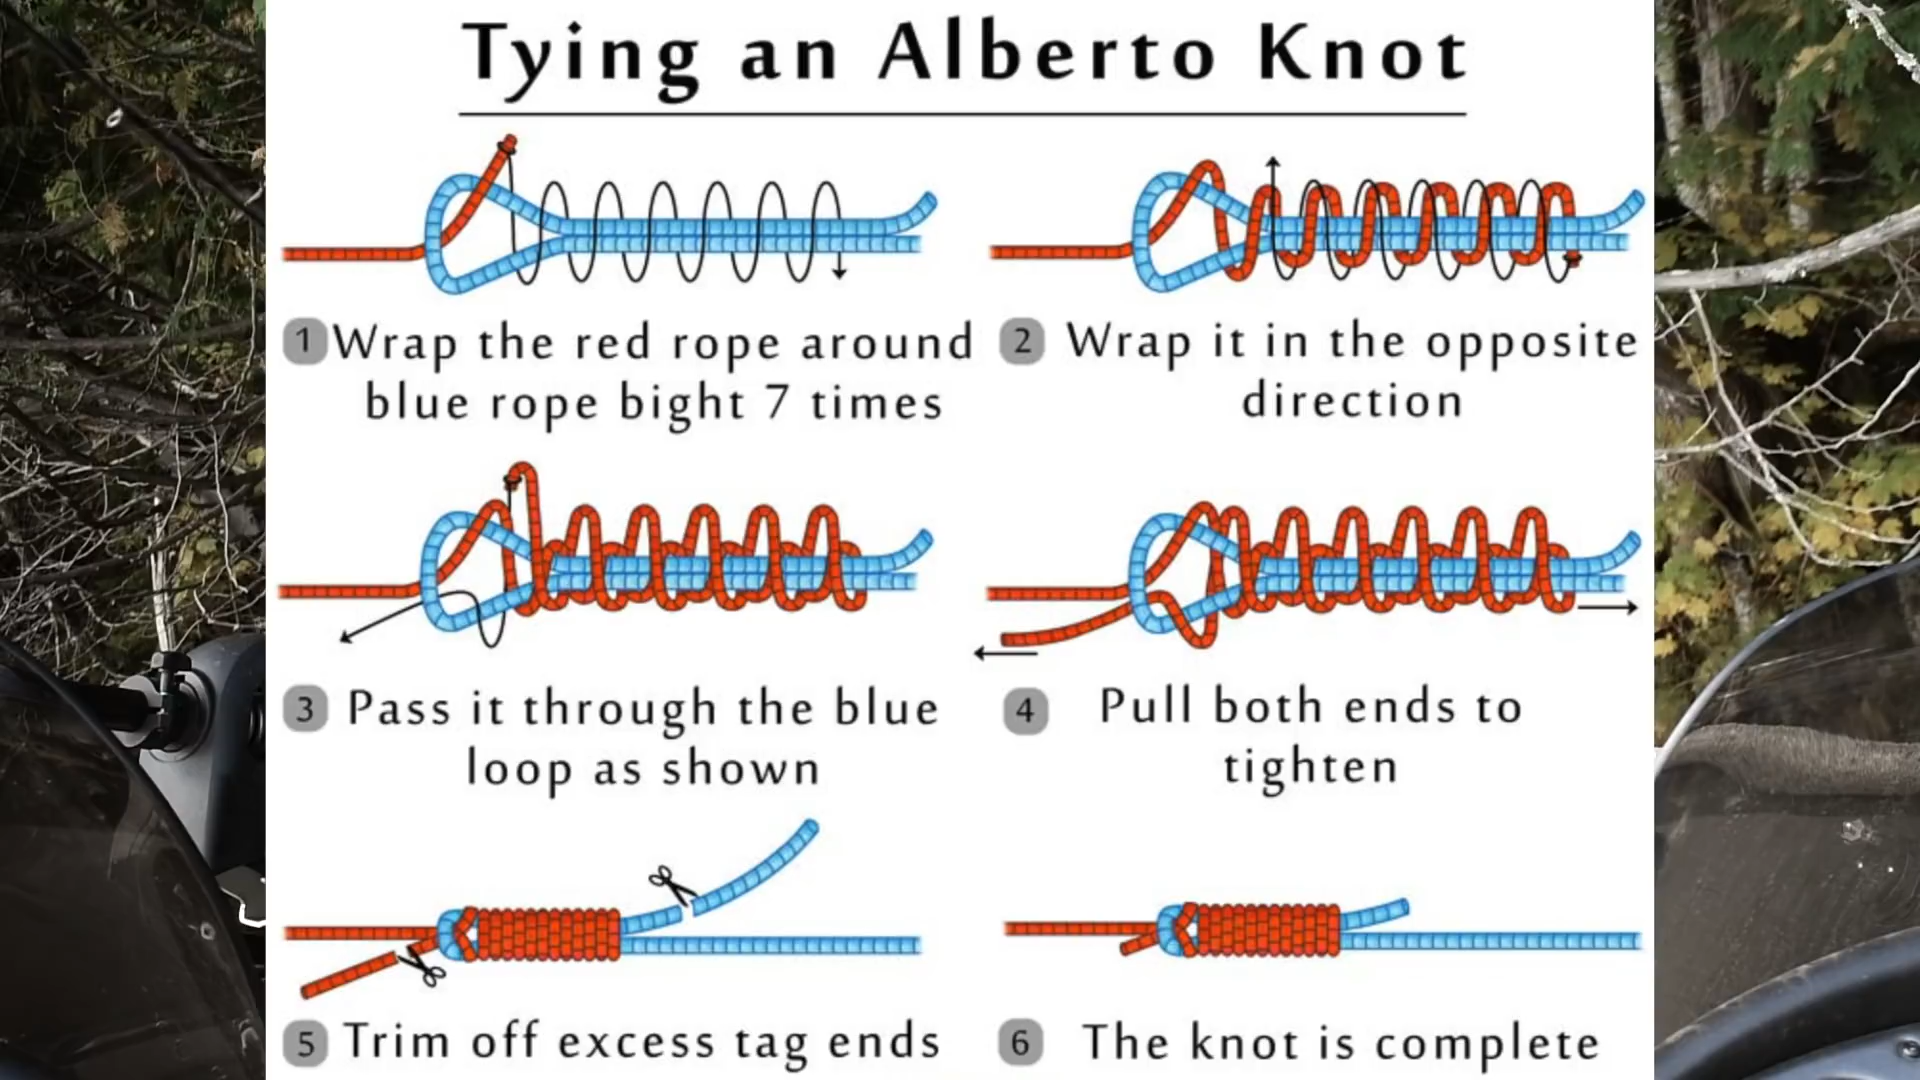 Tying an Alberto Knot
1 Wrap the red rope around
blue rope bight 7 times
2 Wrap it in the opposite
direction
3 Pass it through the blue
loop as shown
4 Pull both ends to
tighten
5 Trim off excess tag ends
6 The knot is complete